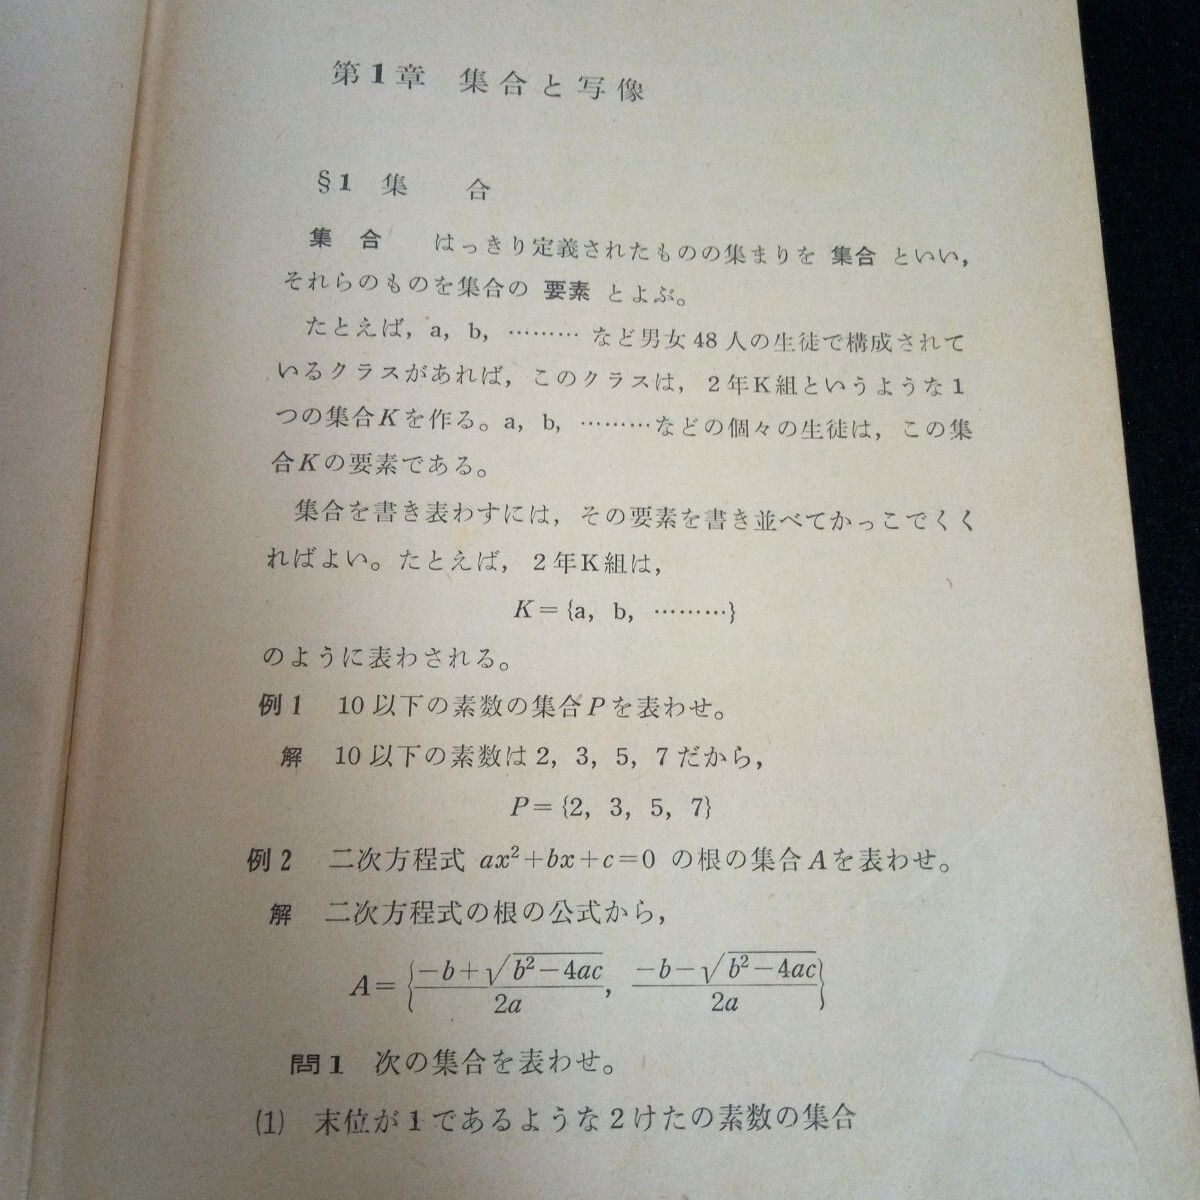 第1章 集合と写像
§1 集 合
集 合 はっきり定義されたものの集まりを 集合 といい,
それらのものを集合の 要素 とよぶ。
たとえば, a, b, ……… など男女48人の生徒で構成されて
いるクラスがあれば, このクラスは, 2年K組というような1
つの集合Kを作る。a, b, ………などの個々の生徒は, この集
合Kの要素である。
集合を書き表わすには, その要素を書き並べてかっこでくく
ればよい。たとえば, 2年K組は,
K={a, b, ………}
のように表わされる。
例1 10以下の素数の集合Pを表わせ。
解 10以下の素数は2, 3, 5, 7だから,
P={2, 3, 5, 7}
例2 二次方程式 ax²+bx+c=0 の根の集合Aを表わせ。
解 二次方程式の根の公式から,
A={(-b+√(b²-4ac))/2a, (-b-√(b²-4ac))/2a}
問1 次の集合を表わせ。
(1) 末位が1であるような2けたの素数の集合